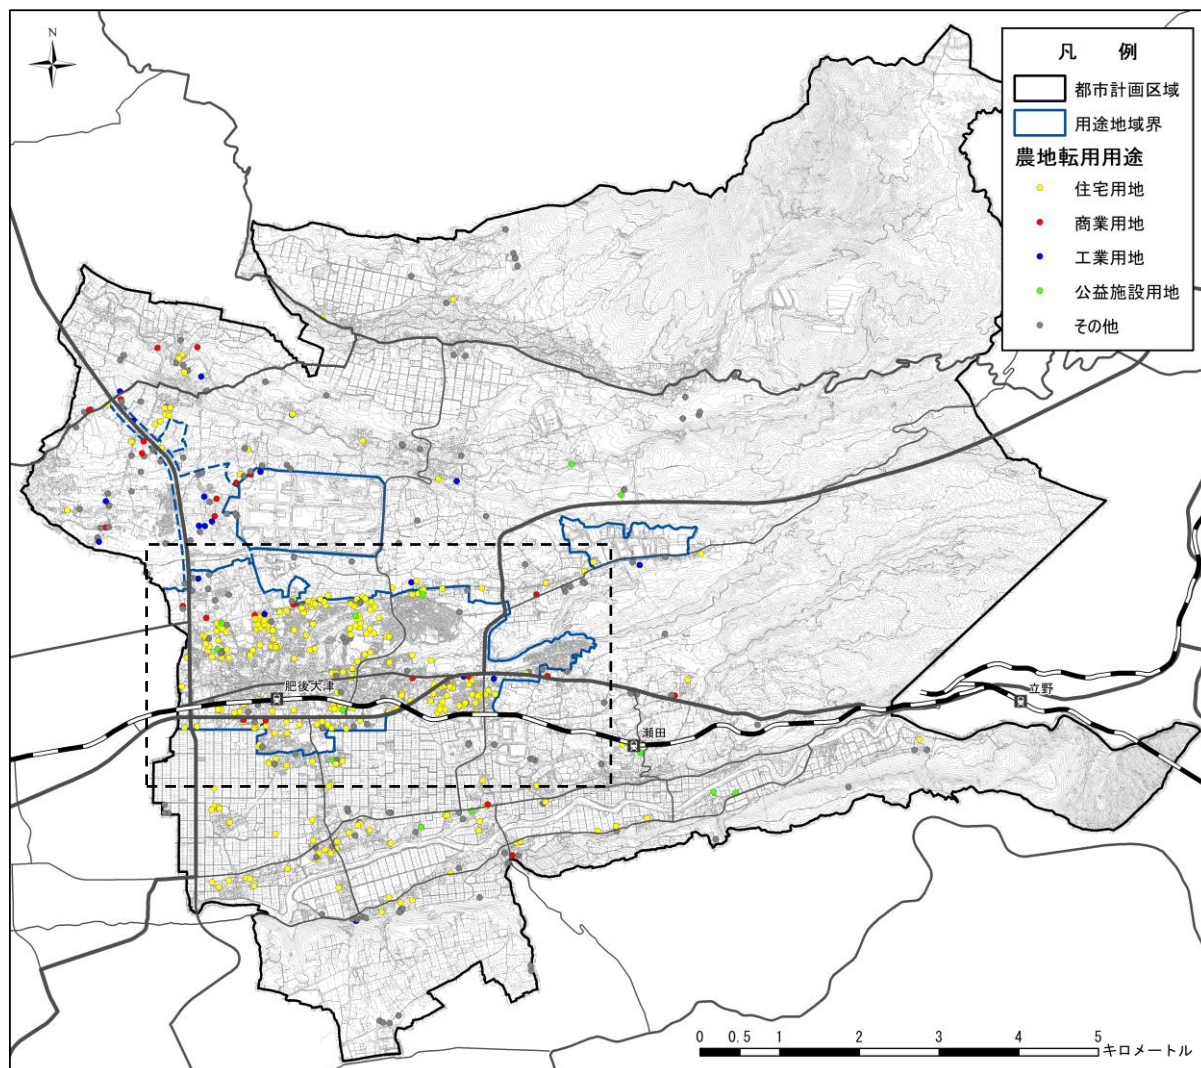 N
凡 例
都市計画区域
用途地域界
農地転用用途
住宅用地
商業用地
工業用地
公益施設用地
その他
肥後大津
立野
瀬田
0 0.5 1 2 3 4 5
キロメートル